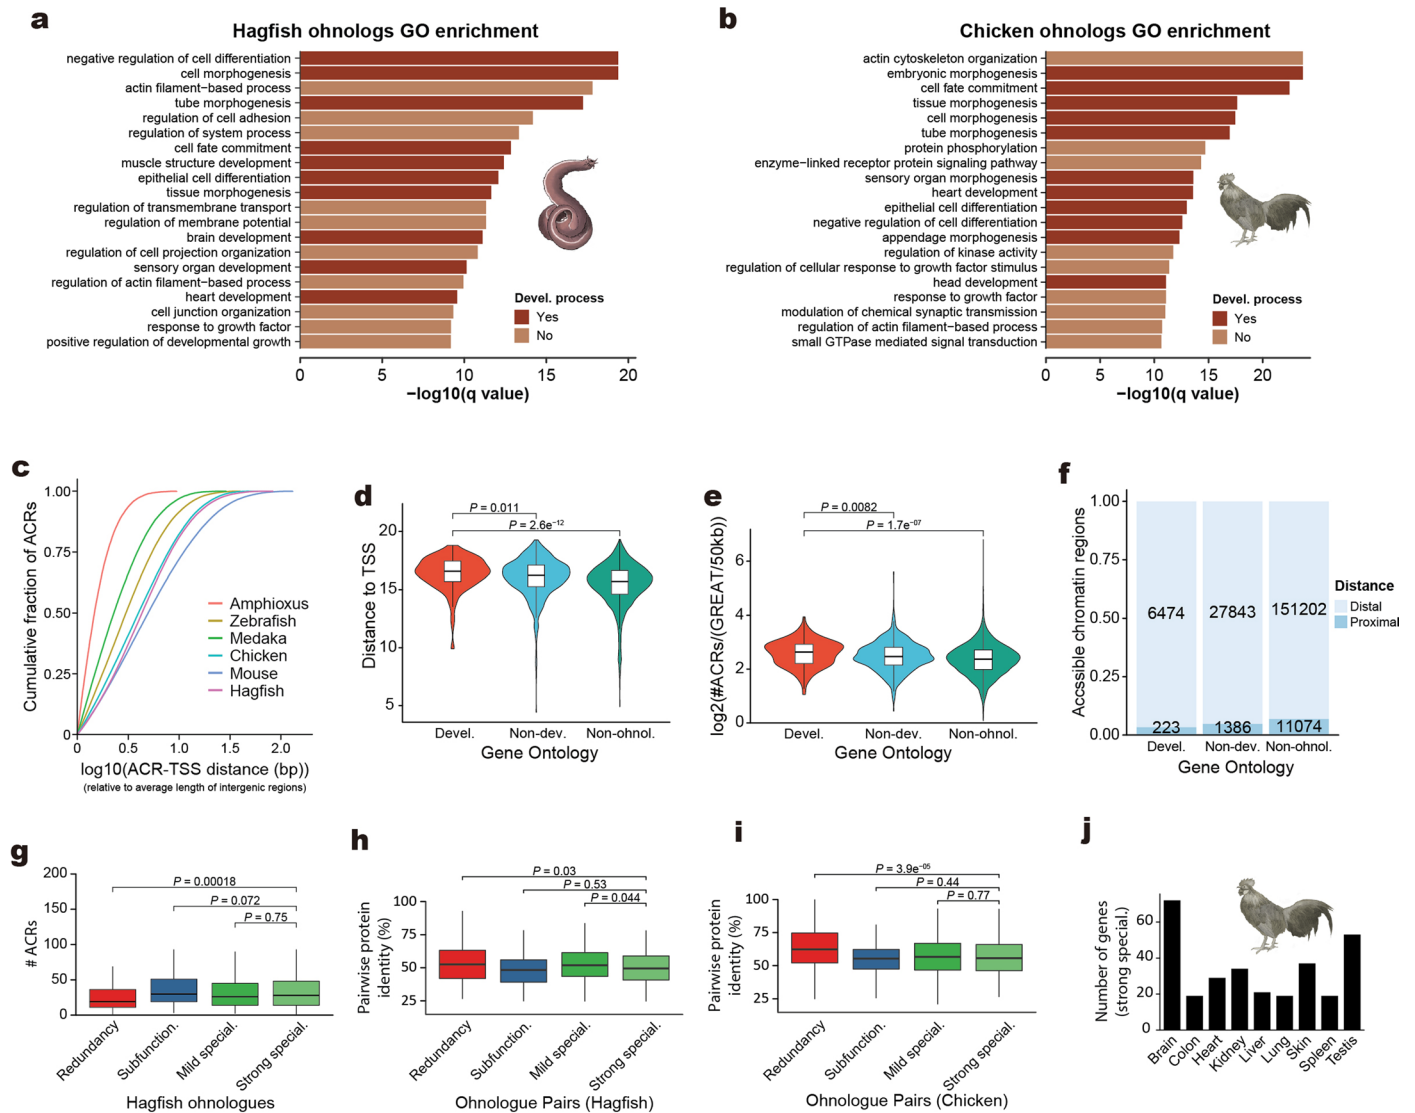 a
Hagfish ohnologs GO enrichment
negative regulation of cell differentiation
cell morphogenesis
actin filament−based process
tube morphogenesis
regulation of cell adhesion
regulation of system process
cell fate commitment
muscle structure development
epithelial cell differentiation
tissue morphogenesis
regulation of transmembrane transport
regulation of membrane potential
brain development
regulation of cell projection organization
sensory organ development
regulation of actin filament−based process
heart development
cell junction organization
response to growth factor
positive regulation of developmental growth
Devel. process
Yes
No
0 5 10 15 20
−log10(q value)
b
Chicken ohnologs GO enrichment
actin cytoskeleton organization
embryonic morphogenesis
cell fate commitment
tissue morphogenesis
cell morphogenesis
tube morphogenesis
protein phosphorylation
enzyme−linked receptor protein signaling pathway
sensory organ morphogenesis
heart development
epithelial cell differentiation
negative regulation of cell differentiation
appendage morphogenesis
regulation of kinase activity
regulation of cellular response to growth factor stimulus
head development
response to growth factor
modulation of chemical synaptic transmission
regulation of actin filament−based process
small GTPase mediated signal transduction
Devel. process
Yes
No
0 5 10 15 20
−log10(q value)
c
Cumulative fraction of ACRs
1.00
0.75
0.50
0.25
0
Amphioxus
Zebrafish
Medaka
Chicken
Mouse
Hagfish
0 0.5 1.0 1.5 2.0
log10(ACR-TSS distance (bp))
(relative to average length of intergenic regions)
d
Distance to TSS
20
15
10
5
P = 0.011
P = 2.6e−12
Devel. Non-dev. Non-ohnol.
Gene Ontology
e
log2(#ACRs/(GREAT/50kb))
6
4
2
0
P = 0.0082
P = 1.7e−07
Devel. Non-dev. Non-ohnol.
Gene Ontology
f
Acssible chromatin regions
1.00
0.75
0.50
0.25
0.00
6474 27843 151202
223 1386 11074
Devel. Non-dev. Non-ohnol.
Gene Ontology
Distance
Distal
Proximal
g
# ACRs
200
150
100
50
0
P = 0.00018
P = 0.072
P = 0.75
Redundancy
Subfunction.
Mild special.
Strong special.
Hagfish ohnologues
h
Pairwise protein
identity (%)
100
75
50
25
P = 0.03
P = 0.53
P = 0.044
Redundancy
Subfunction.
Mild special.
Strong special.
Ohnologue Pairs (Hagfish)
i
Pairwise protein
identity (%)
100
75
50
25
P = 3.9e−05
P = 0.44
P = 0.77
Redundancy
Subfunction.
Mild special.
Strong special.
Ohnologue Pairs (Chicken)
j
Number of genes
(strong special.)
60
40
20
0
Brain
Colon
Heart
Kidney
Liver
Lung
Skin
Spleen
Testis